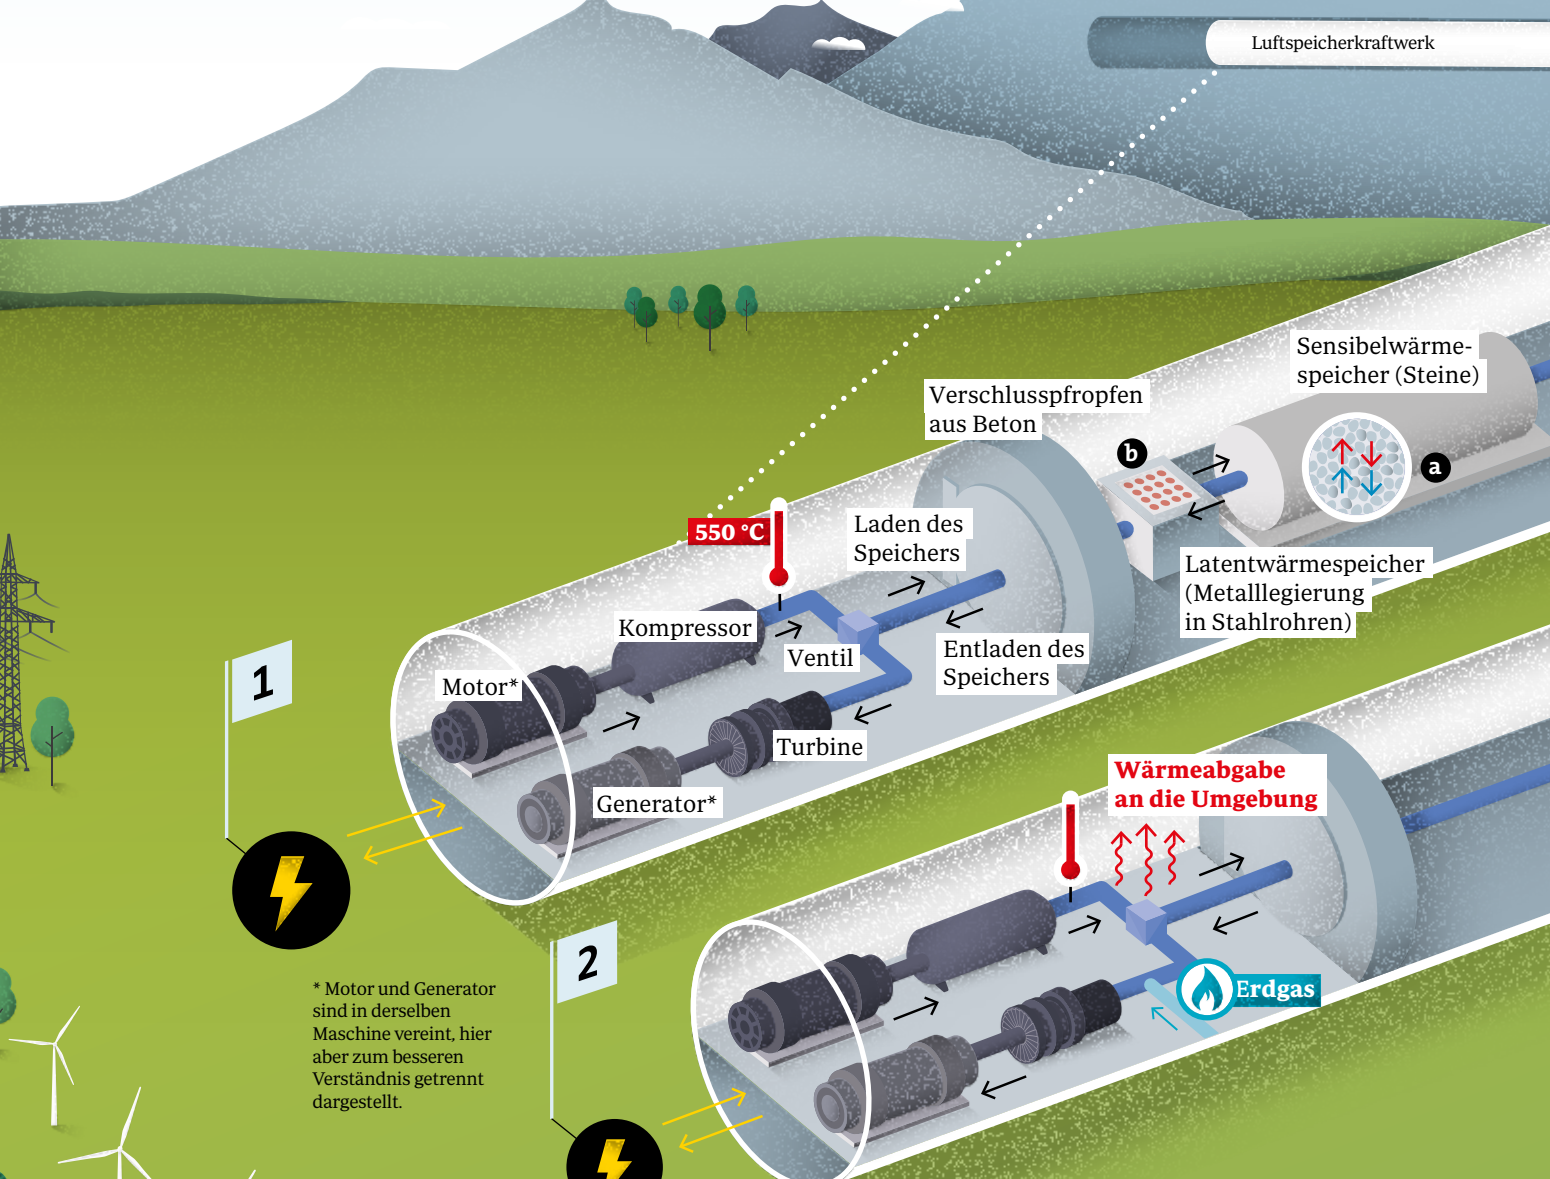 Luftspeicherkraftwerk
Sensibelwärme-
speicher (Steine)
Verschlusspfropfen
aus Beton
b
a
550 °C
Laden des
Speichers
Latentwärmespeicher
(Metalllegierung
in Stahlrohren)
Kompressor
Ventil
Entladen des
Speichers
1
Motor*
Turbine
Generator*
Wärmeabgabe
an die Umgebung
2
Erdgas
* Motor und Generator
sind in derselben
Maschine vereint, hier
aber zum besseren
Verständnis getrennt
dargestellt.